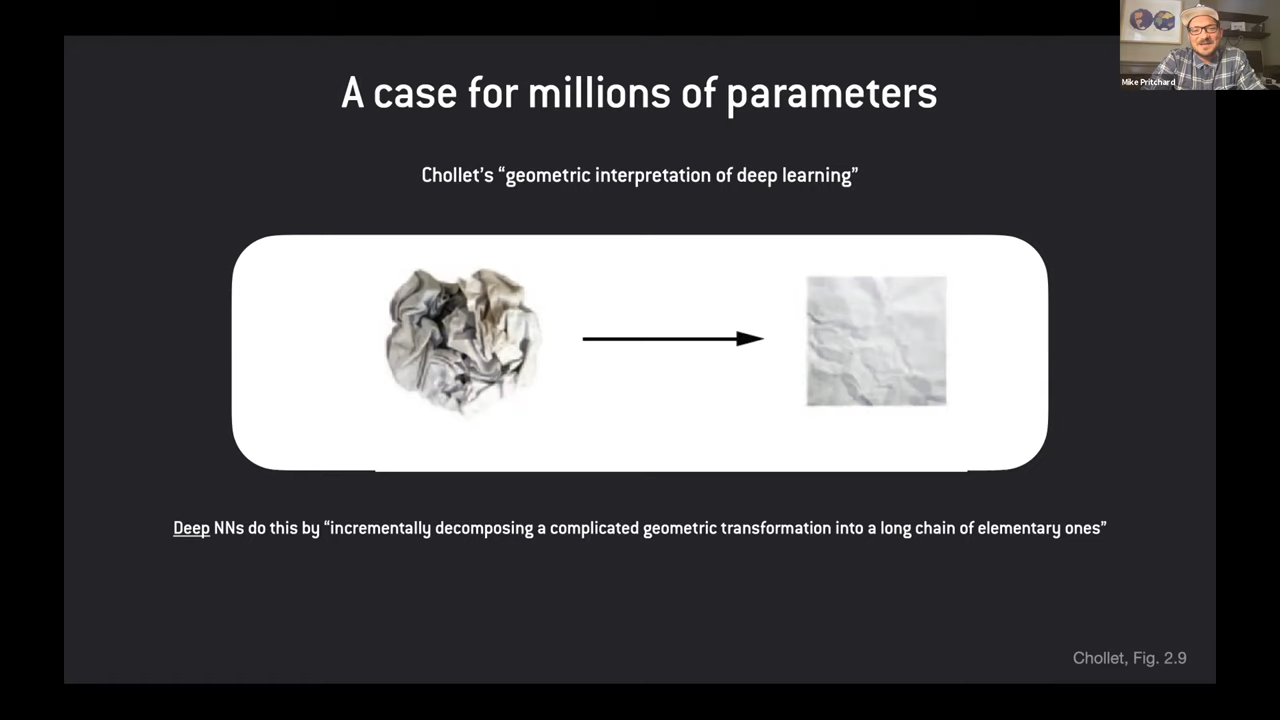 A case for millions of parameters
Mike Pritchard
Chollet's “geometric interpretation of deep learning”
Deep NNs do this by “incrementally decomposing a complicated geometric transformation into a long chain of elementary ones”
Chollet, Fig. 2.9